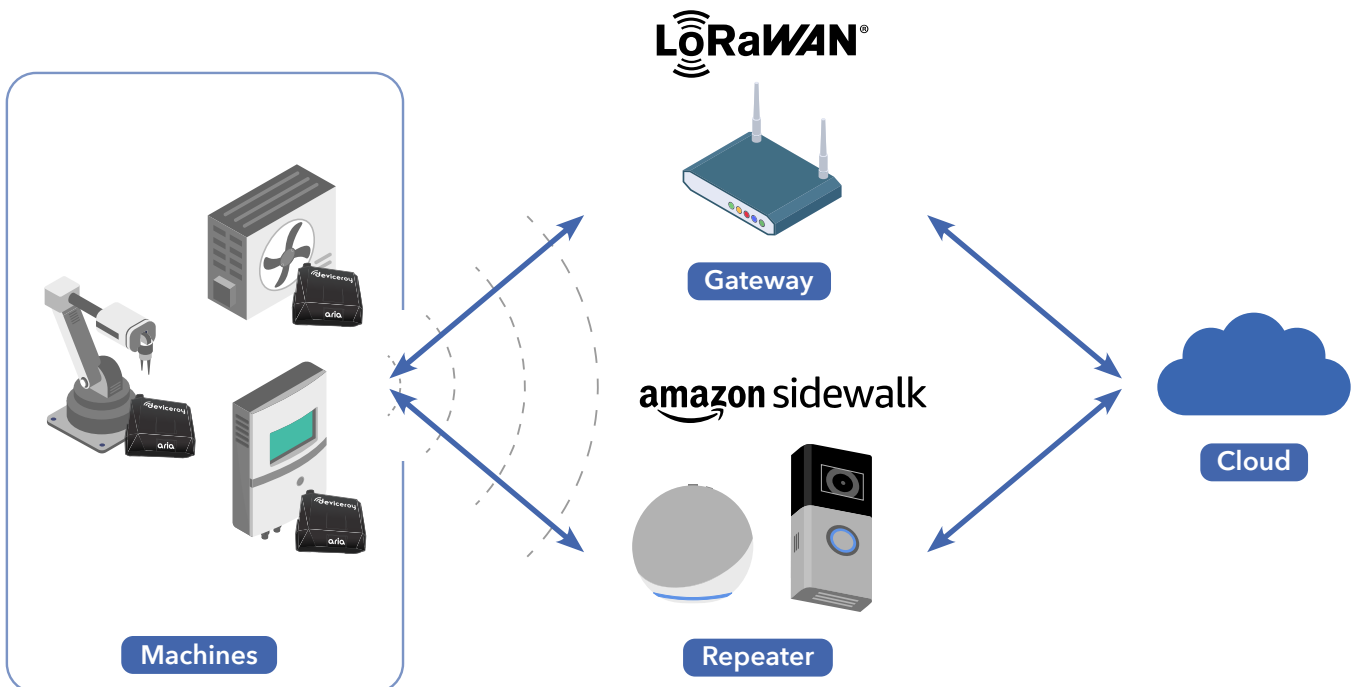 LoRaWAN®
Gateway
deviceroy
aria
deviceroy
aria
deviceroy
aria
amazon sidewalk
Cloud
Machines
Repeater